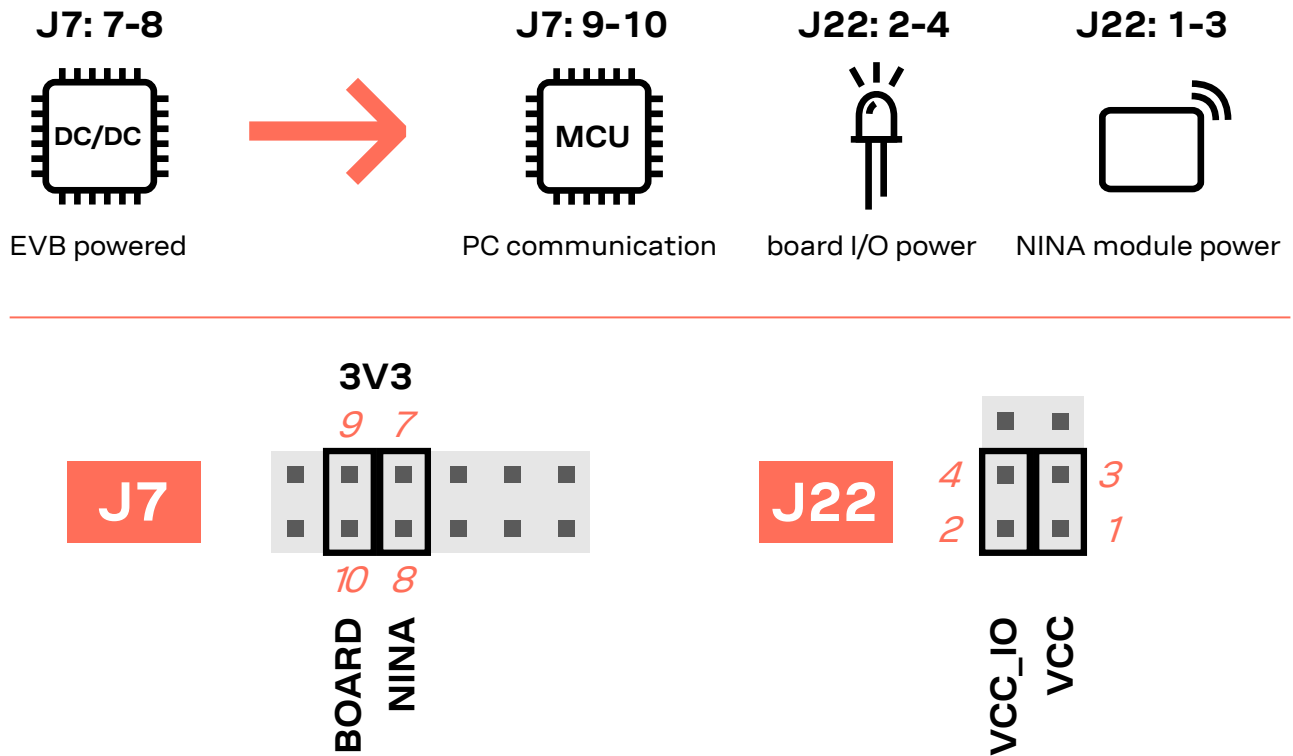 J7: 7-8
J7: 9-10
J22: 2-4
J22: 1-3
DC/DC
MCU
EVB powered
PC communication
board I/O power
NINA module power
3V3
9 7
J7
10 8
BOARD
NINA
J22
4 3
2 1
VCC_IO
VCC